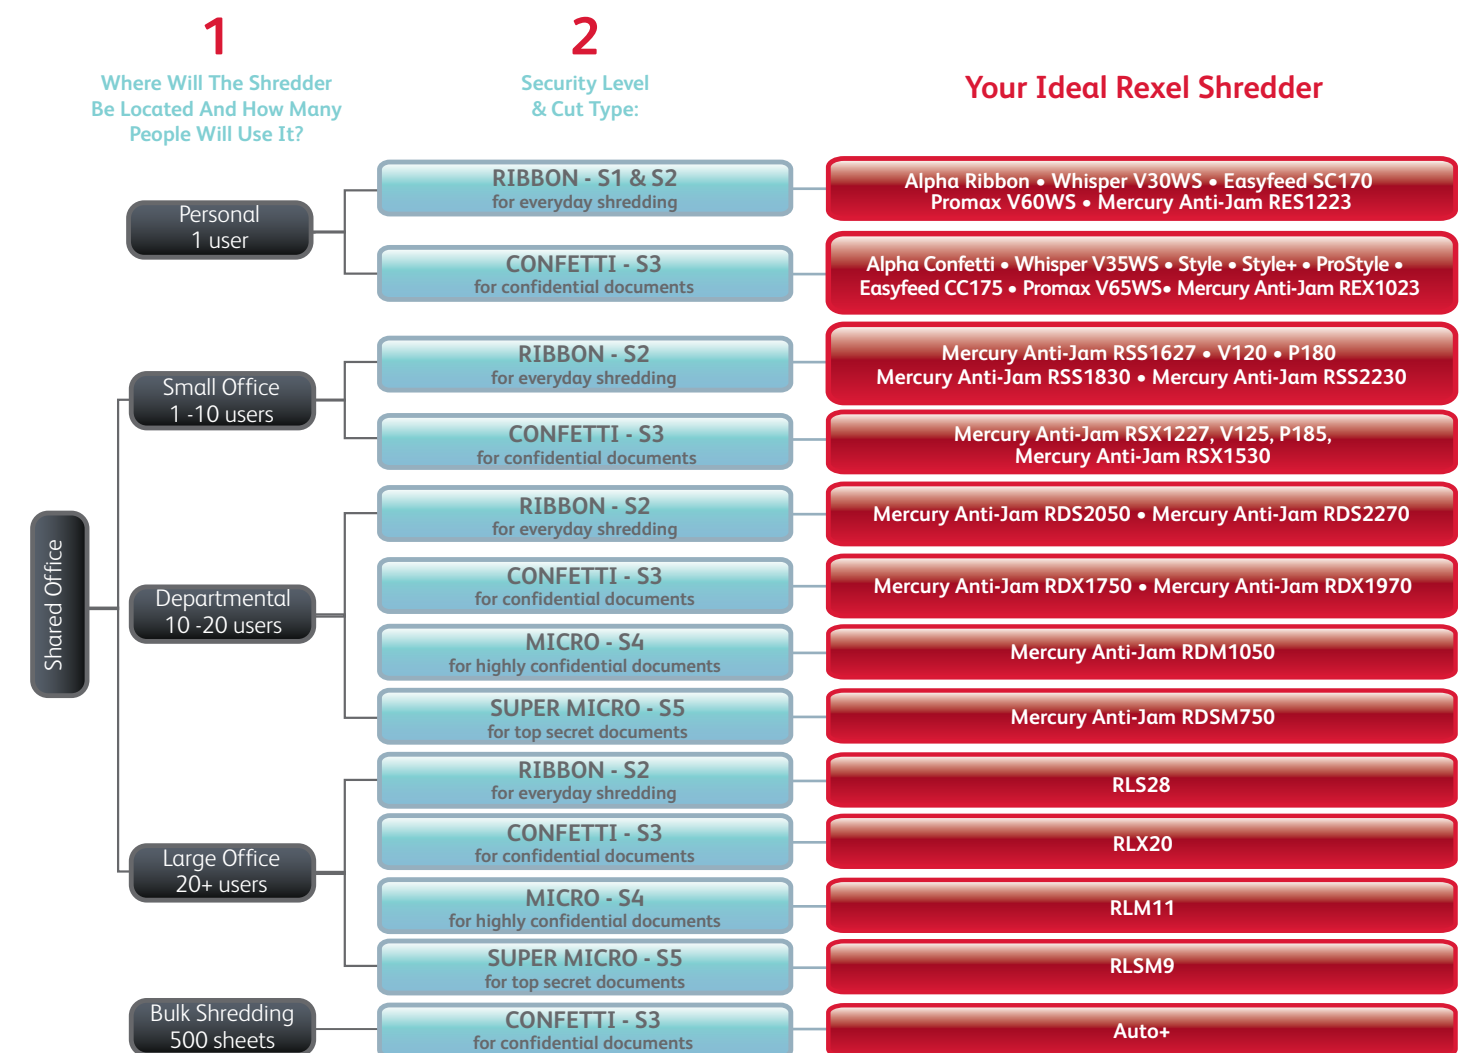 1
Where Will The Shredder
Be Located And How Many
People Will Use It?
2
Security Level
& Cut Type:
Your Ideal Rexel Shredder
Personal
1 user
RIBBON - S1 & S2
for everyday shredding
Alpha Ribbon • Whisper V30WS • Easyfeed SC170
Promax V60WS • Mercury Anti-Jam RES1223
CONFETTI - S3
for confidential documents
Alpha Confetti • Whisper V35WS • Style • Style+ • ProStyle •
Easyfeed CC175 • Promax V65WS• Mercury Anti-Jam REX1023
Shared Office
Small Office
1 -10 users
RIBBON - S2
for everyday shredding
Mercury Anti-Jam RSS1627 • V120 • P180
Mercury Anti-Jam RSS1830 • Mercury Anti-Jam RSS2230
CONFETTI - S3
for confidential documents
Mercury Anti-Jam RSX1227, V125, P185,
Mercury Anti-Jam RSX1530
Departmental
10 -20 users
RIBBON - S2
for everyday shredding
Mercury Anti-Jam RDS2050 • Mercury Anti-Jam RDS2270
CONFETTI - S3
for confidential documents
Mercury Anti-Jam RDX1750 • Mercury Anti-Jam RDX1970
MICRO - S4
for highly confidential documents
Mercury Anti-Jam RDM1050
SUPER MICRO - S5
for top secret documents
Mercury Anti-Jam RDSM750
Large Office
20+ users
RIBBON - S2
for everyday shredding
RLS28
CONFETTI - S3
for confidential documents
RLX20
MICRO - S4
for highly confidential documents
RLM11
SUPER MICRO - S5
for top secret documents
RLSM9
Bulk Shredding
500 sheets
CONFETTI - S3
for confidential documents
Auto+